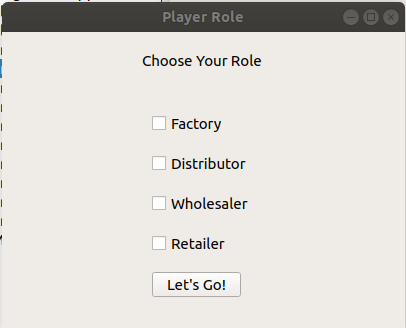 Player Role
Choose Your Role
Factory
Distributor
Wholesaler
Retailer
Let's Go!